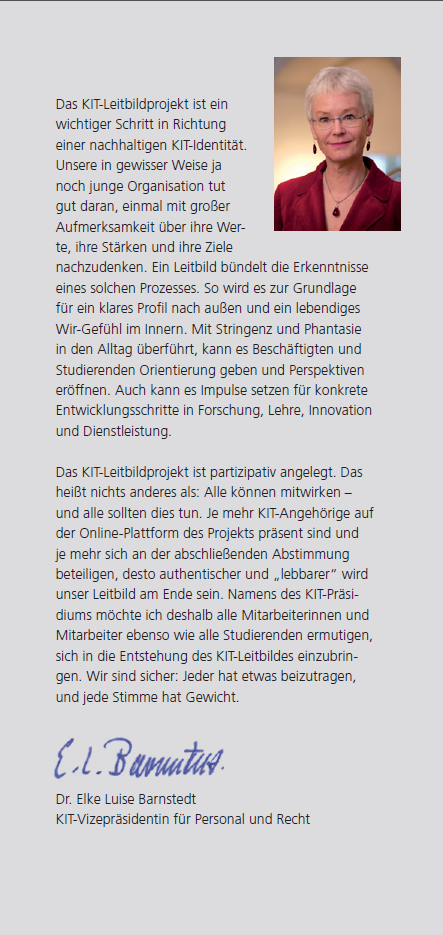 Das KIT-Leitbildprojekt ist ein
wichtiger Schritt in Richtung
einer nachhaltigen KIT-Identität.
Unsere in gewisser Weise ja
noch junge Organisation tut
gut daran, einmal mit großer
Aufmerksamkeit über ihre Wer-
te, ihre Stärken und ihre Ziele
nachzudenken. Ein Leitbild bündelt die Erkenntnisse
eines solchen Prozesses. So wird es zur Grundlage
für ein klares Profil nach außen und ein lebendiges
Wir-Gefühl im Innern. Mit Stringenz und Phantasie
in den Alltag überführt, kann es Beschäftigten und
Studierenden Orientierung geben und Perspektiven
eröffnen. Auch kann es Impulse setzen für konkrete
Entwicklungsschritte in Forschung, Lehre, Innovation
und Dienstleistung.
Das KIT-Leitbildprojekt ist partizipativ angelegt. Das
heißt nichts anderes als: Alle können mitwirken –
und alle sollten dies tun. Je mehr KIT-Angehörige auf
der Online-Plattform des Projekts präsent sind und
je mehr sich an der abschließenden Abstimmung
beteiligen, desto authentischer und „lebbarer“ wird
unser Leitbild am Ende sein. Namens des KIT-Präsi-
diums möchte ich deshalb alle Mitarbeiterinnen und
Mitarbeiter ebenso wie alle Studierenden ermutigen,
sich in die Entstehung des KIT-Leitbildes einzubrin-
gen. Wir sind sicher: Jeder hat etwas beizutragen,
und jede Stimme hat Gewicht.
E. L.
Dr. Elke Luise Barnstedt
KIT-Vizepräsidentin für Personal und Recht